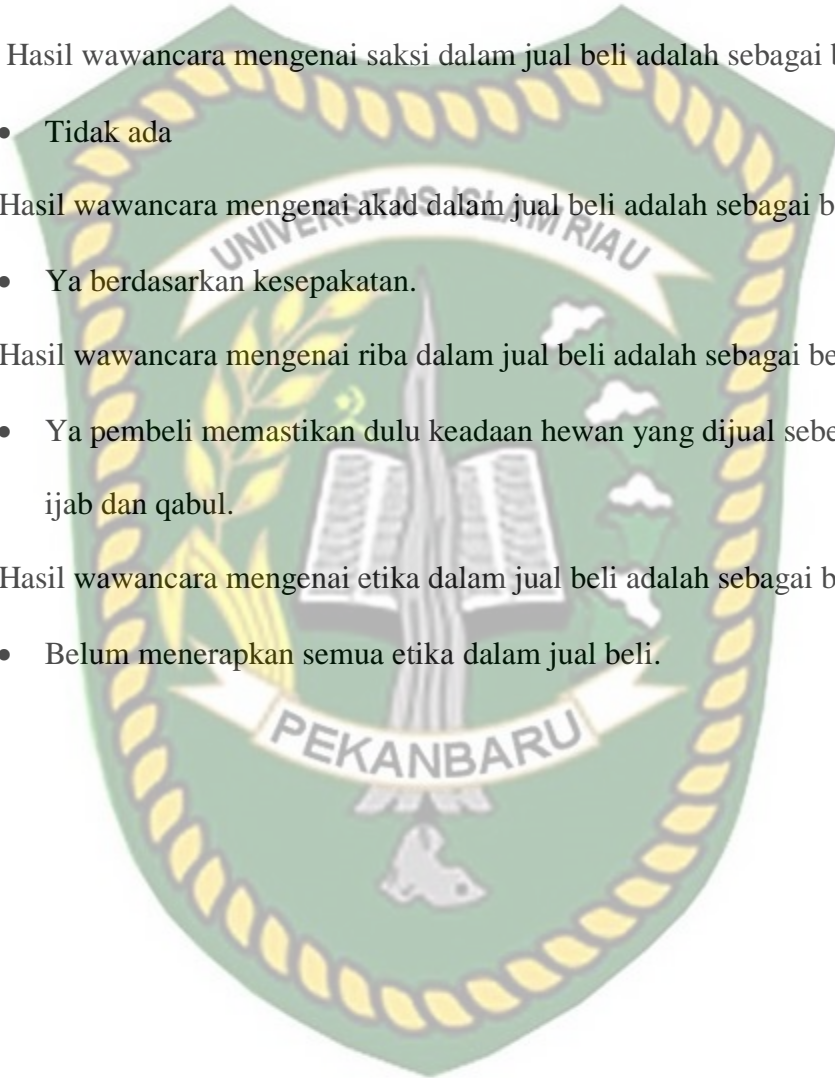 Hasil wawancara mengenai saksi dalam jual beli adalah sebagai
• Tidak ada
Hasil wawancara mengenai akad dalam jual beli adalah sebagai
UNIVERSITAS ISLAM RIAU
• Ya berdasarkan kesepakatan.
Hasil wawancara mengenai riba dalam jual beli adalah sebagai be
• Ya pembeli memastikan dulu keadaan hewan yang dijual sebe
ijab dan qabul.
Hasil wawancara mengenai etika dalam jual beli adalah sebagai b
• Belum menerapkan semua etika dalam jual beli.
PEKANBARU